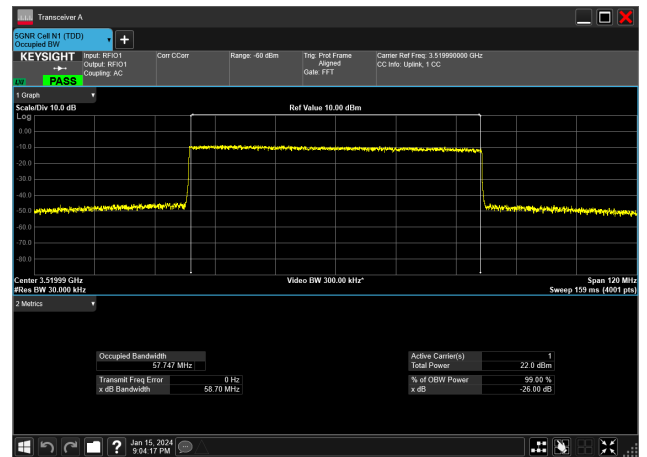 Transceiver A
5GNR Cell N1 (TDD)
Occupied BW
+
KEYSIGHT
LW PASS
Input: RFIO1
Output: RFIO1
Coupling: AC
Corr CCorr
Range: -60 dBm
Trig: Prot Frame
Aligned
Gate: FFT
Carrier Ref Freq: 3.519990000 GHz
CC Info: Uplink, 1 CC
1 Graph
Scale/Div 10.0 dB
Ref Value 10.00 dBm
Log
0.00
-10.0
-20.0
-30.0
-40.0
-50.0
-60.0
-70.0
-80.0
Center 3.51999 GHz
Video BW 300.00 kHz*
Span 120 MHz
#Res BW 30.000 kHz
Sweep 159 ms (4001 pts)
2 Metrics
Occupied Bandwidth
57.747 MHz
Transmit Freq Error 0 Hz
x dB Bandwidth 58.70 MHz
Active Carrier(s) 1
Total Power 22.0 dBm
% of OBW Power 99.00 %
x dB -26.00 dB
?
Jan 15, 2024
9:04:17 PM